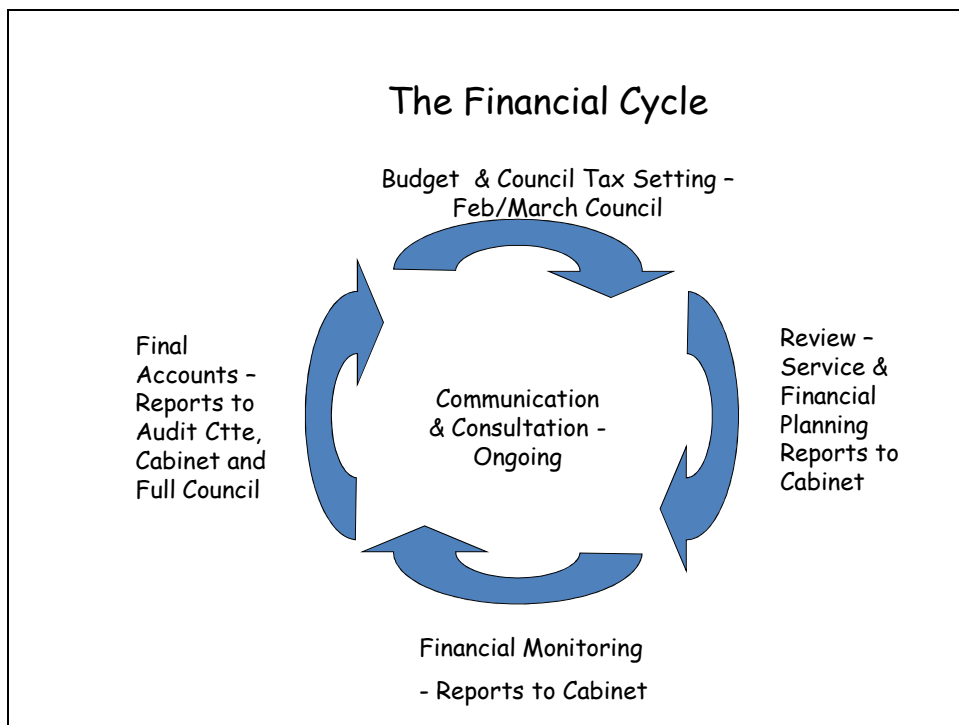 The Financial Cycle
Budget & Council Tax Setting –
Feb/March Council
Review –
Service &
Financial
Planning
Reports to
Cabinet
Final
Accounts –
Reports to
Audit Ctte,
Cabinet and
Full Council
Communication
& Consultation -
Ongoing
Financial Monitoring
- Reports to Cabinet